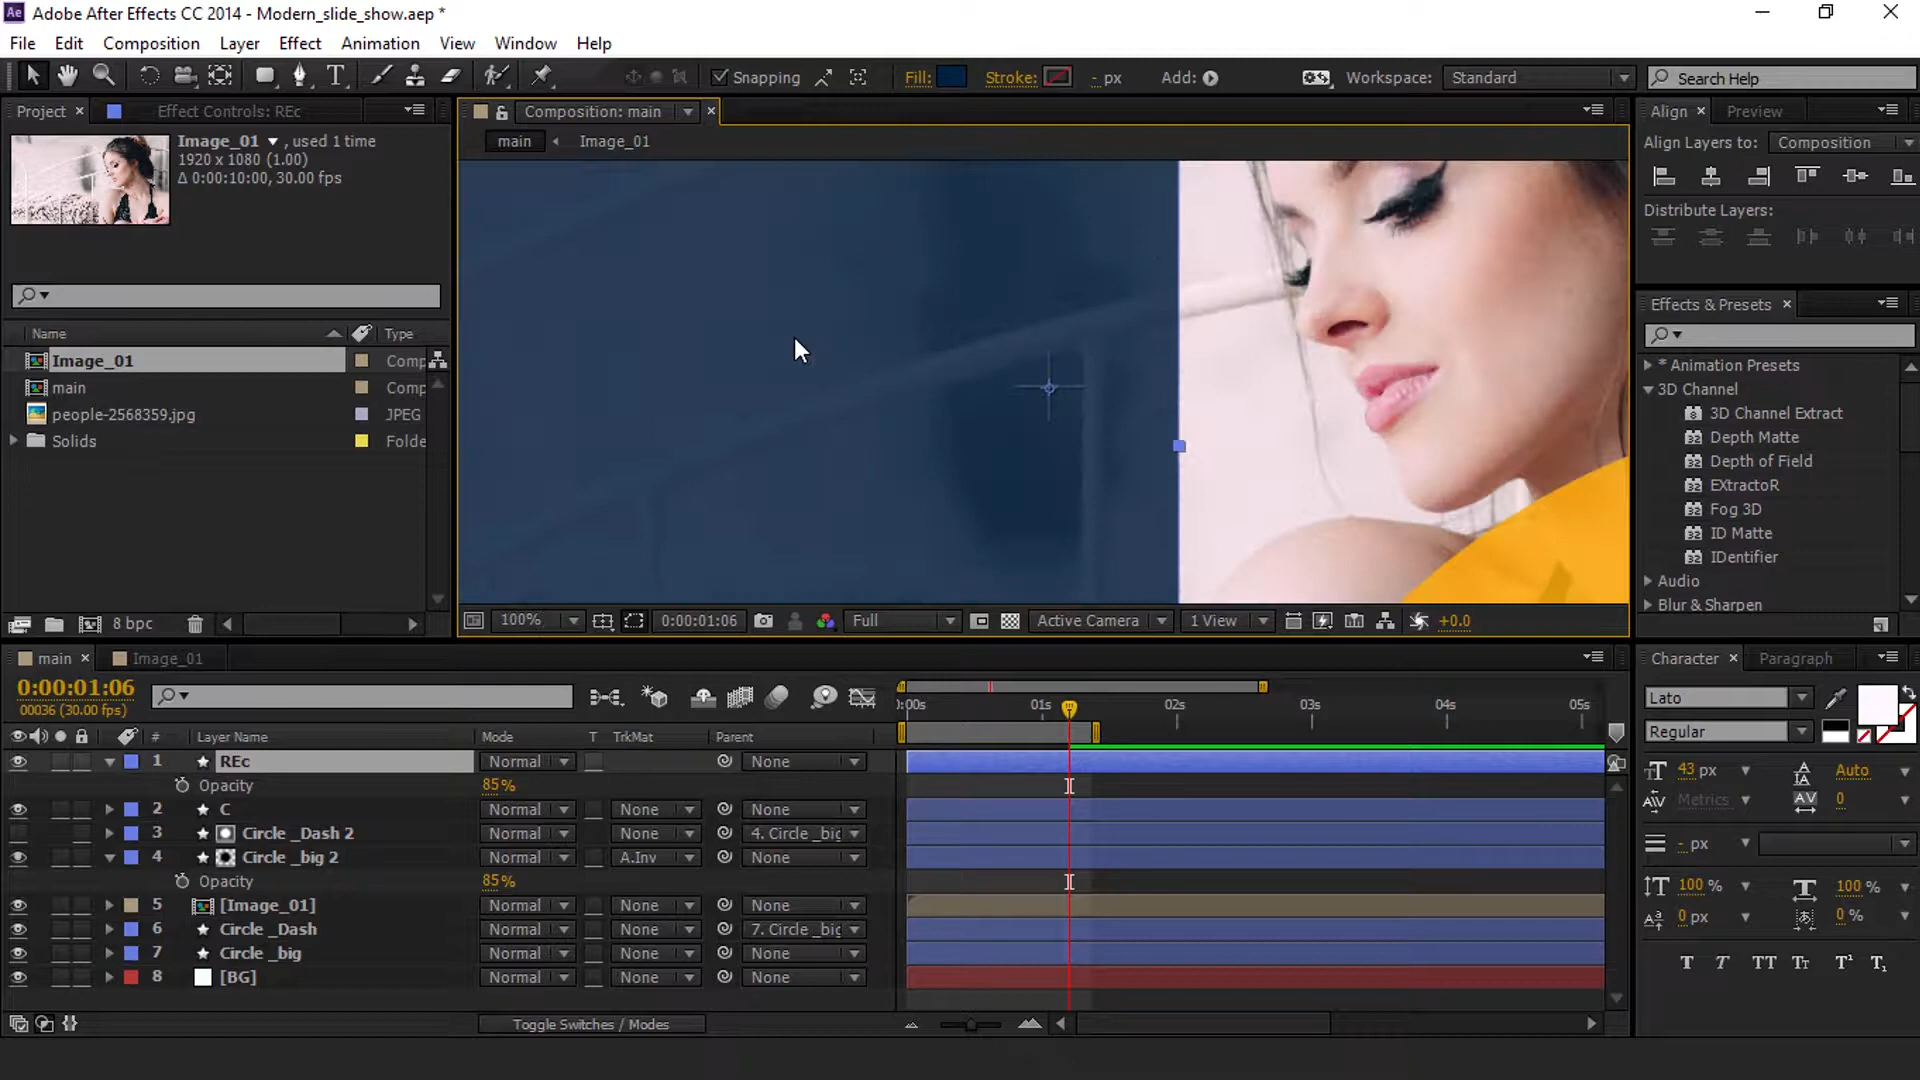 Adobe After Effects CC 2014 - Modern_slide_show.aep *
File Edit Composition Layer Effect Animation View Window Help
Snapping Fill: Stroke: - px Add: Workspace: Standard Search Help
Project Effect Controls: REc Composition: main Align Preview
Image_01 , used 1 time
1920 x 1080 (1.00)
Δ 0:00:10:00, 30.00 fps
main Image_01
Align Layers to: Composition
Distribute Layers:
Name Type
Image_01 Comp
main Comp
people-2568359.jpg JPEG
Solids Folde
Effects & Presets
* Animation Presets
3D Channel
3D Channel Extract
Depth Matte
Depth of Field
EXtractoR
Fog 3D
ID Matte
IDentifier
Audio
Blur & Sharpen
8 bpc
100% 0:00:01:06 Full Active Camera 1 View +0.0
main Image_01
0:00:01:06
00036 (30.00 fps)
:00s 01s 02s 03s 04s 05s
# Layer Name Mode T TrkMat Parent
1 REc Normal None
Opacity 85%
2 C Normal None None
3 Circle _Dash 2 Normal None 4. Circle _big
4 Circle _big 2 Normal A.Inv None
Opacity 85%
5 [Image_01] Normal None None
6 Circle _Dash Normal None 7. Circle _big
7 Circle _big Normal None None
8 [BG] Normal None None
Toggle Switches / Modes
Character Paragraph
Lato
Regular
43 px Auto
Metrics 0
- px
100 % 100 %
0 px 0 %
T T TT Tr T¹ T₁